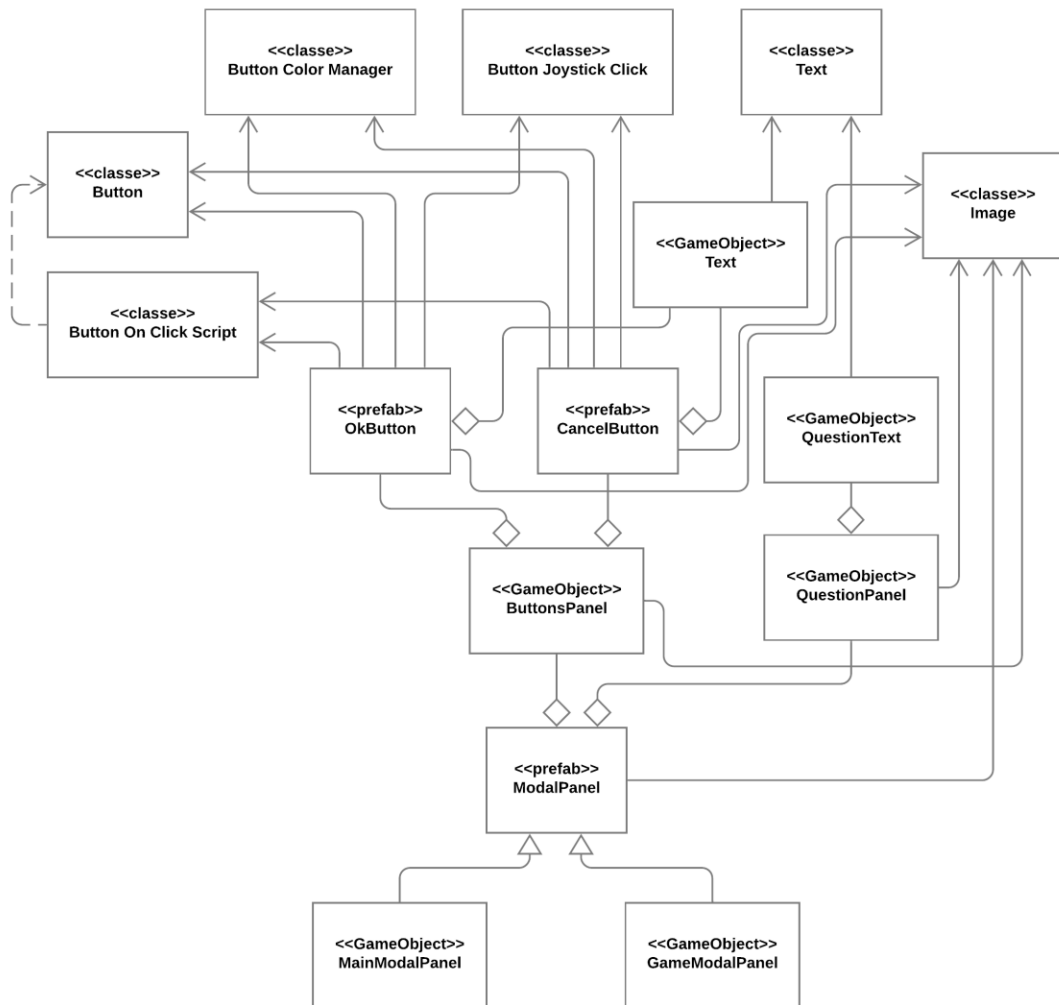 <<classe>>
Button Color Manager
<<classe>>
Button Joystick Click
<<classe>>
Text
<<classe>>
Button
<<classe>>
Image
<<GameObject>>
Text
<<classe>>
Button On Click Script
<<prefab>>
OkButton
<<prefab>>
CancelButton
<<GameObject>>
QuestionText
<<GameObject>>
ButtonsPanel
<<GameObject>>
QuestionPanel
<<prefab>>
ModalPanel
<<GameObject>>
MainModalPanel
<<GameObject>>
GameModalPanel